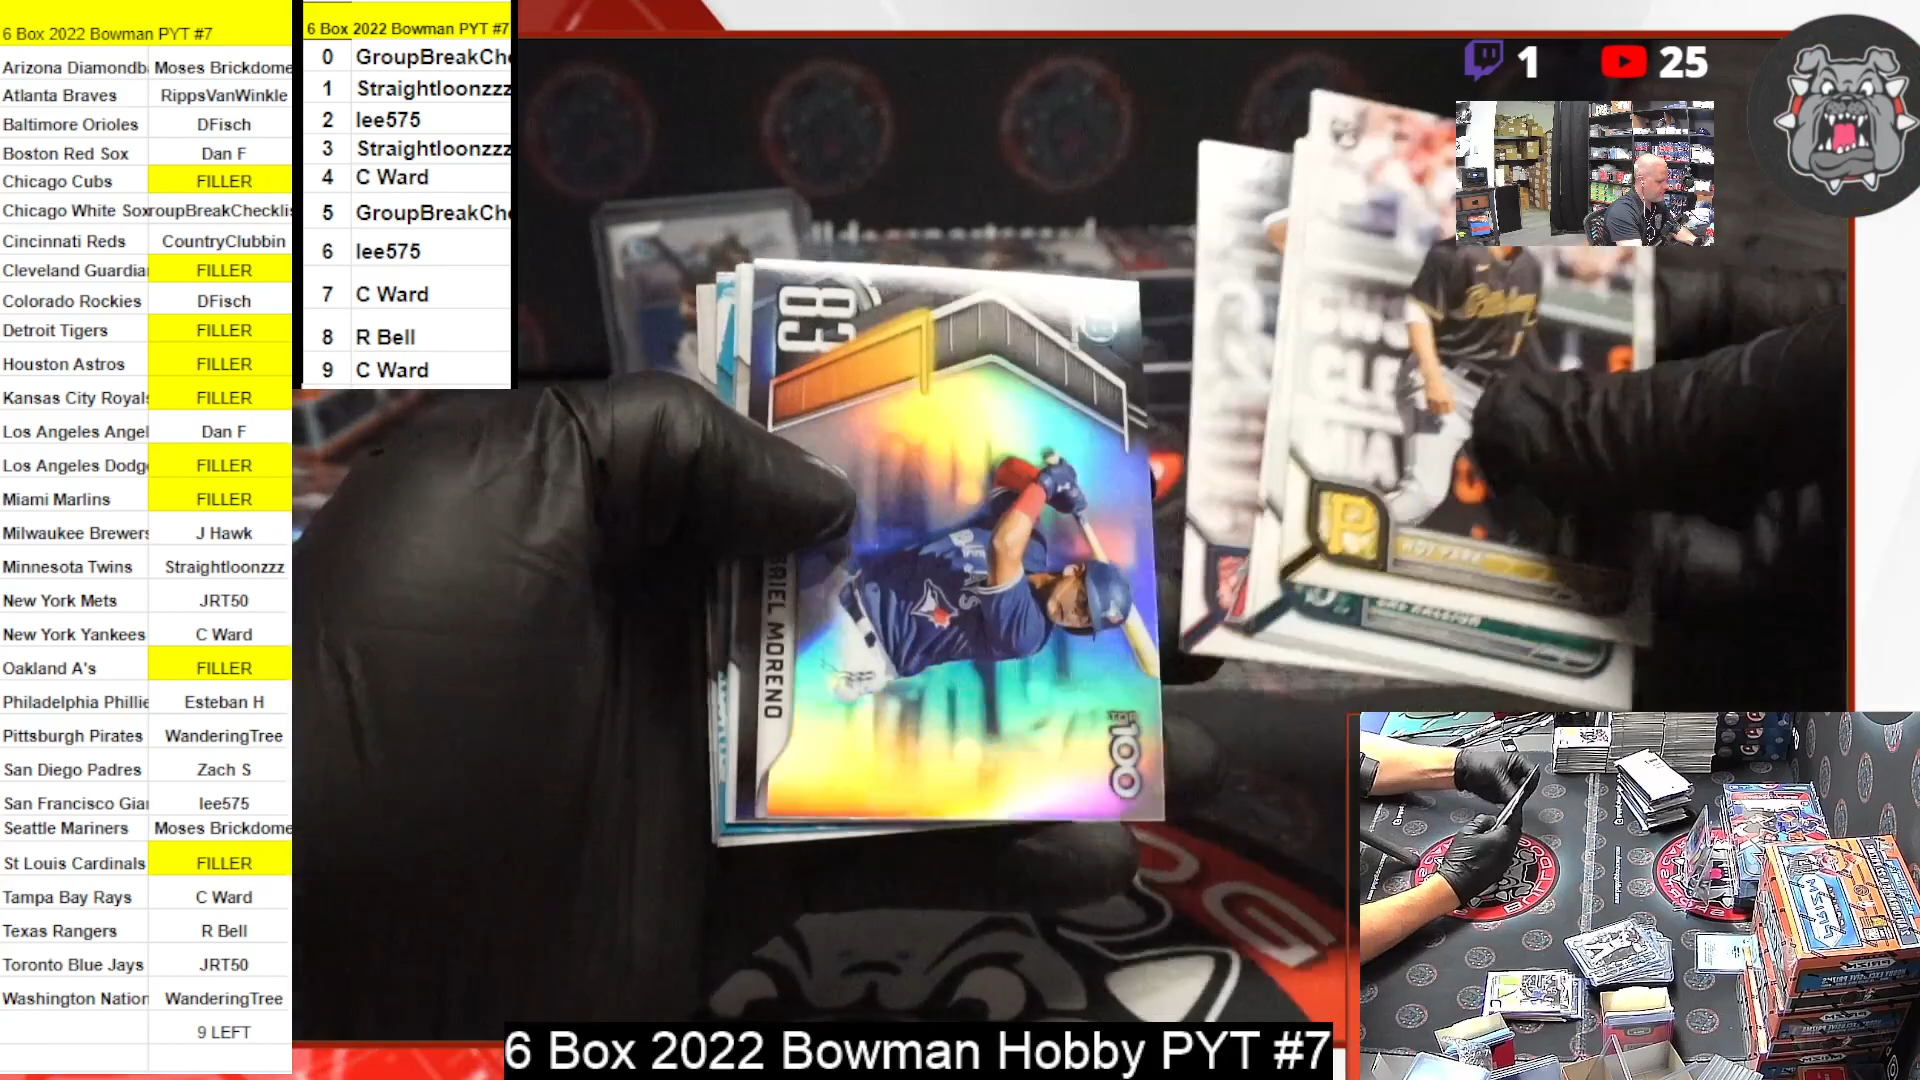 6 Box 2022 Bowman PYT #7
Arizona Diamondb Moses Brickdome
Atlanta Braves RippsVanWinkle
Baltimore Orioles DFisch
Boston Red Sox Dan F
Chicago Cubs FILLER
Chicago White Sox roupBreakChecklis
Cincinnati Reds CountryClubbin
Cleveland Guardia FILLER
Colorado Rockies DFisch
Detroit Tigers FILLER
Houston Astros FILLER
Kansas City Royals FILLER
Los Angeles Angel Dan F
Los Angeles Dodg FILLER
Miami Marlins FILLER
Milwaukee Brewers J Hawk
Minnesota Twins Straightloonzzz
New York Mets JRT50
New York Yankees C Ward
Oakland A's FILLER
Philadelphia Phillie Esteban H
Pittsburgh Pirates WanderingTree
San Diego Padres Zach S
San Francisco Gia lee575
Seattle Mariners Moses Brickdome
St Louis Cardinals FILLER
Tampa Bay Rays C Ward
Texas Rangers R Bell
Toronto Blue Jays JRT50
Washington Nation WanderingTree
9 LEFT
6 Box 2022 Bowman PYT #7
0 GroupBreakCh
1 Straightloonzzz
2 lee575
3 Straightloonzzz
4 C Ward
5 GroupBreakCh
6 lee575
7 C Ward
8 R Bell
9 C Ward
1 25
83
BRIEL MORENO
TOP 100
P
6 Box 2022 Bowman Hobby PYT #7